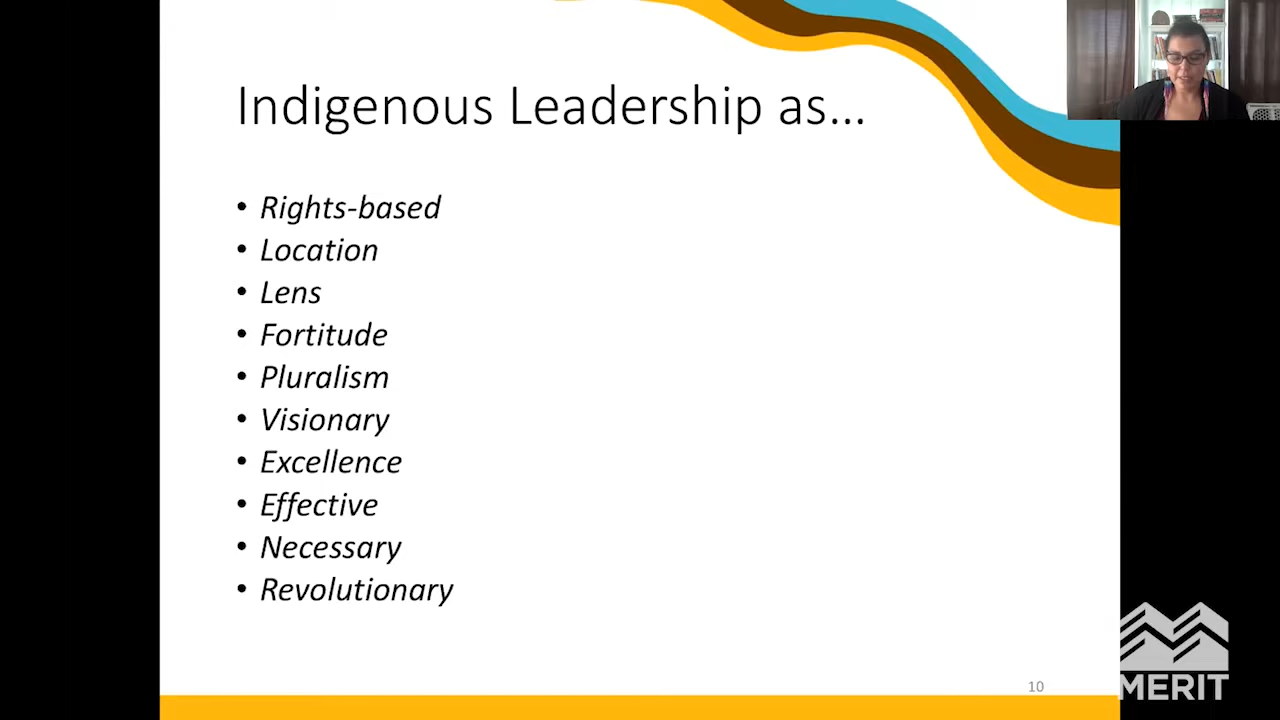 Indigenous Leadership as...
• Rights-based
• Location
• Lens
• Fortitude
• Pluralism
• Visionary
• Excellence
• Effective
• Necessary
• Revolutionary
10
MERIT